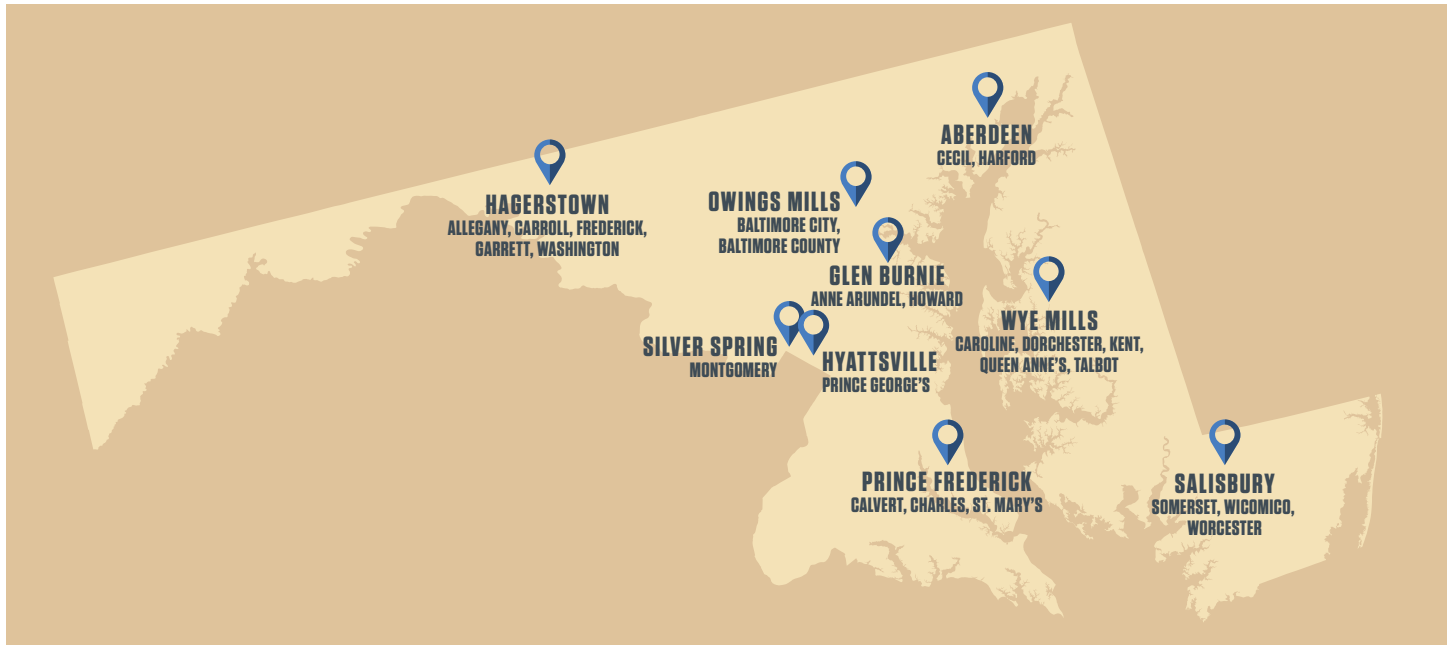 ABERDEEN
CECIL, HARFORD
HAGERSTOWN
ALLEGANY, CARROLL, FREDERICK,
GARRETT, WASHINGTON
OWINGS MILLS
BALTIMORE CITY,
BALTIMORE COUNTY
GLEN BURNIE
ANNE ARUNDEL, HOWARD
WYE MILLS
CAROLINE, DORCHESTER, KENT,
QUEEN ANNE'S, TALBOT
SILVER SPRING
MONTGOMERY
HYATTSVILLE
PRINCE GEORGE'S
PRINCE FREDERICK
CALVERT, CHARLES, ST. MARY'S
SALISBURY
SOMERSET, WICOMICO,
WORCESTER